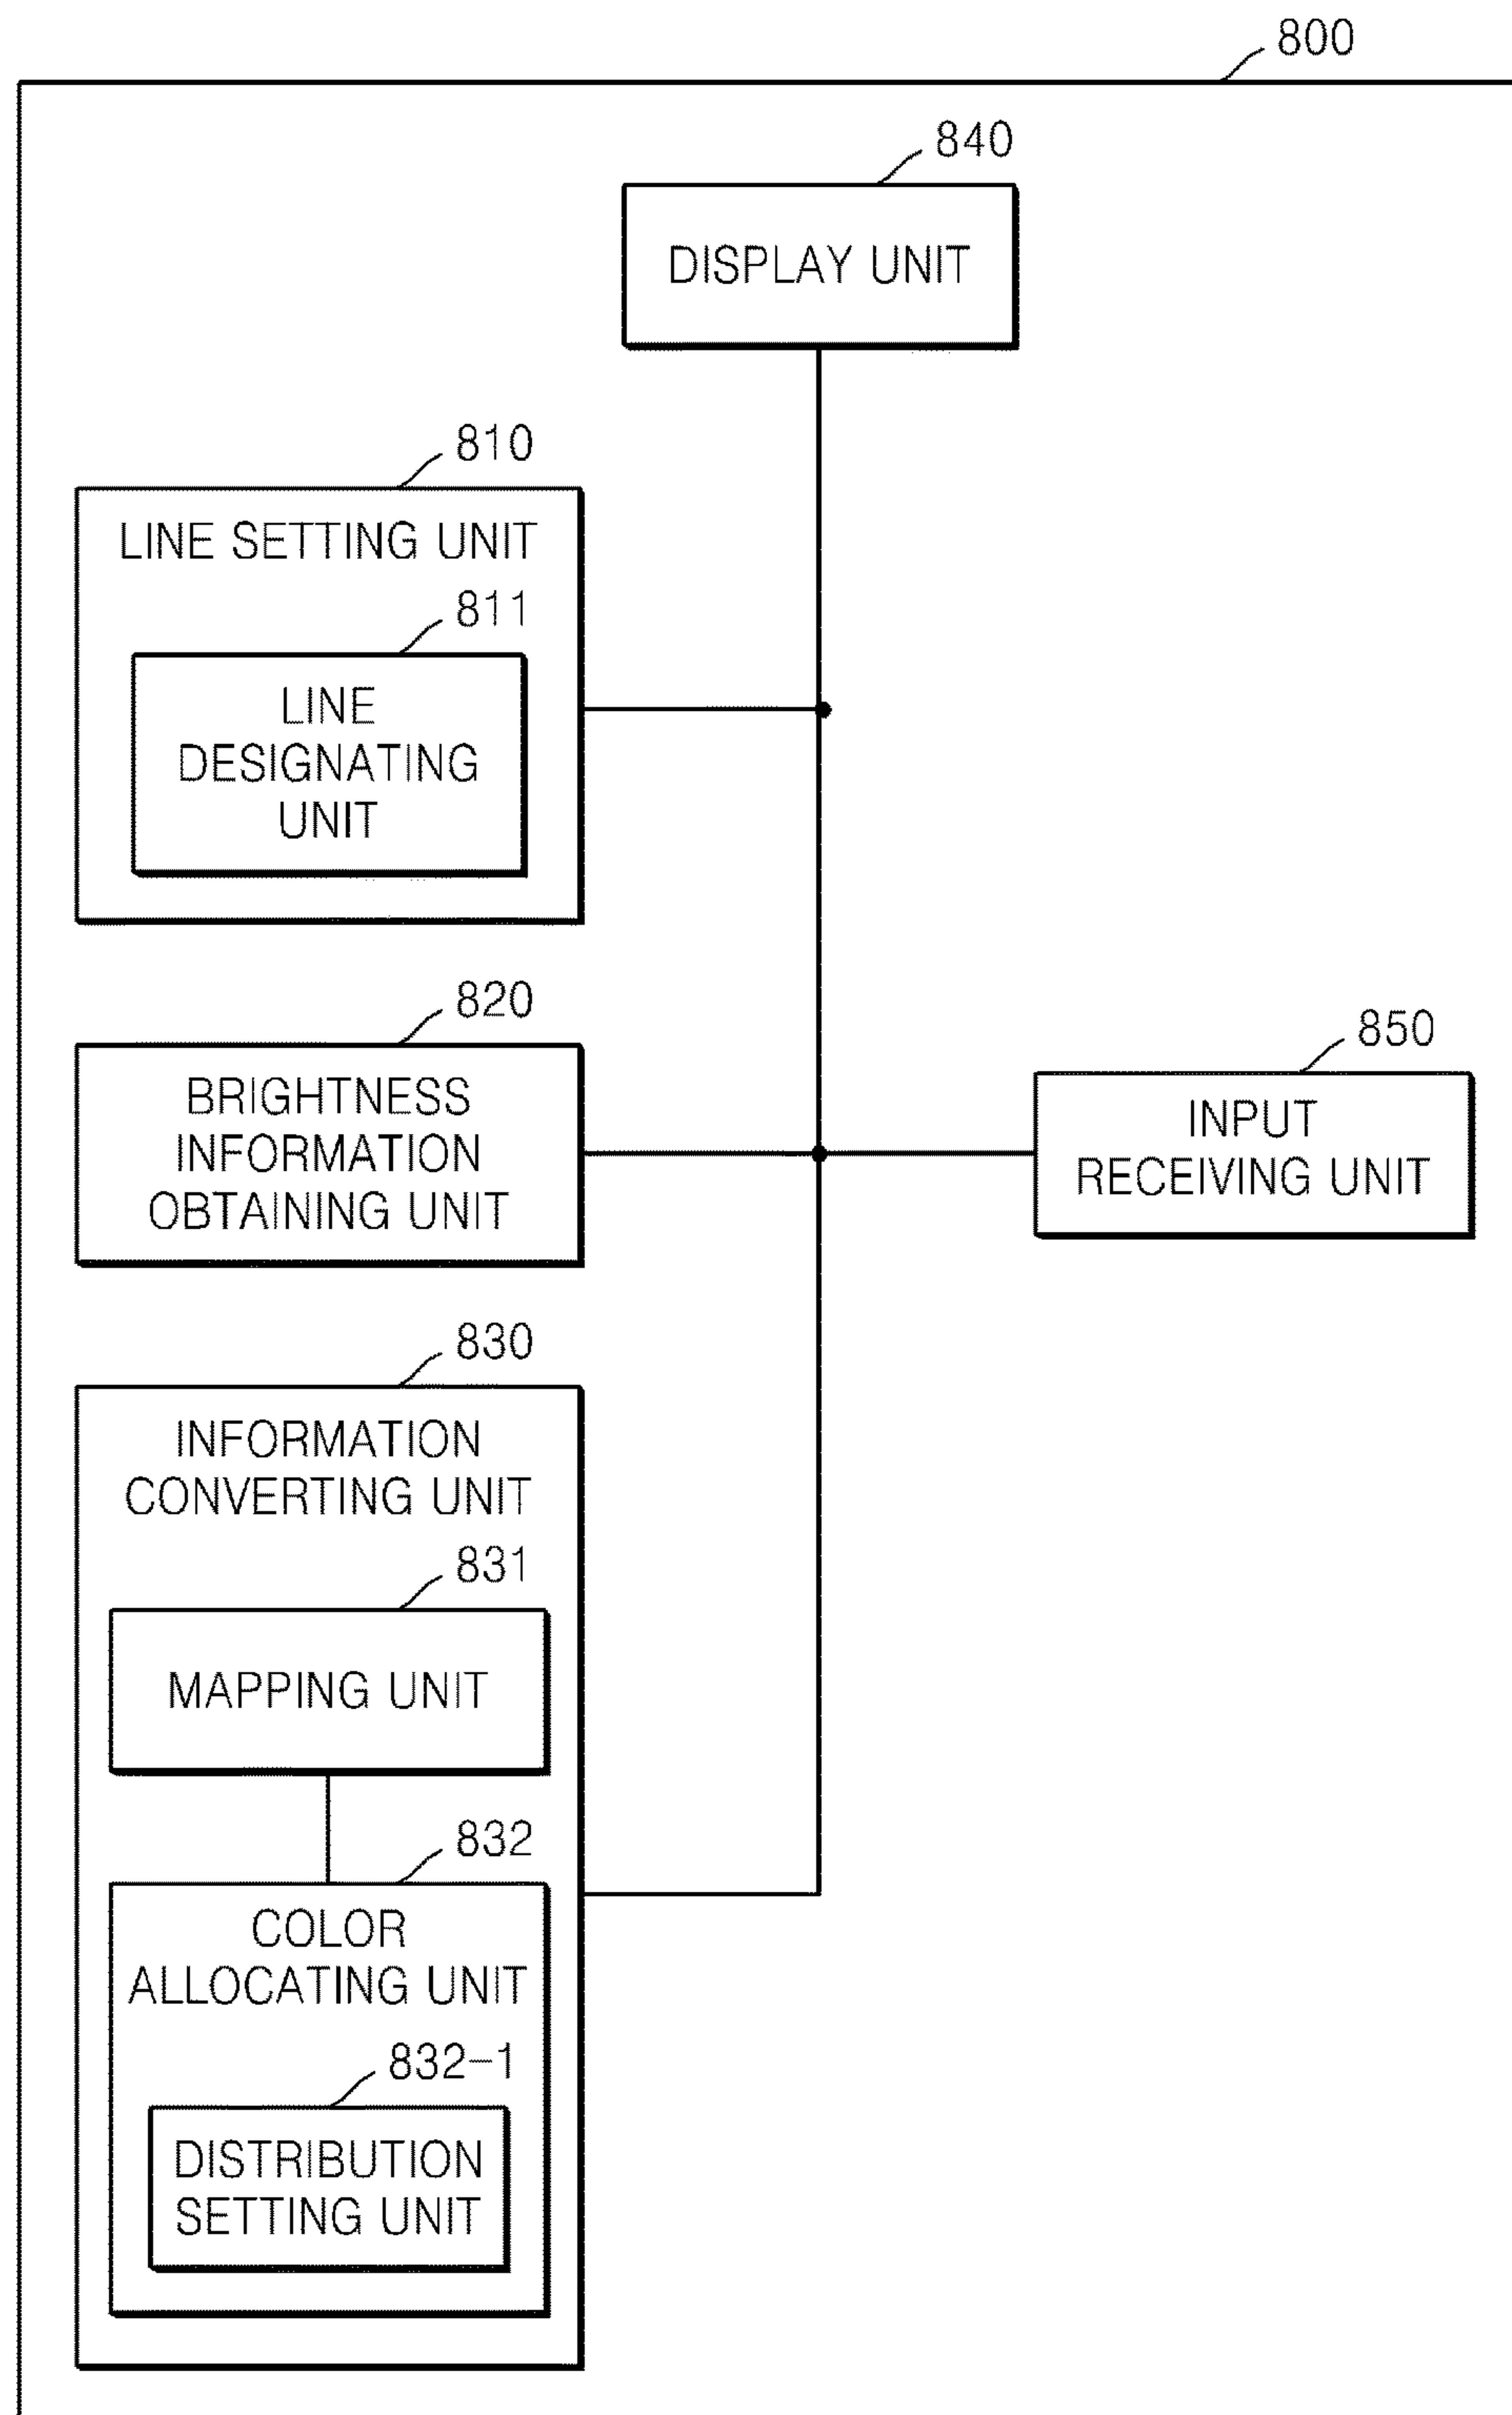 800
840
DISPLAY UNIT
810
LINE SETTING UNIT
811
LINE
DESIGNATING
UNIT
820
BRIGHTNESS
INFORMATION
OBTAINING UNIT
850
INPUT
RECEIVING UNIT
830
INFORMATION
CONVERTING UNIT
831
MAPPING UNIT
832
COLOR
ALLOCATING UNIT
832-1
DISTRIBUTION
SETTING UNIT